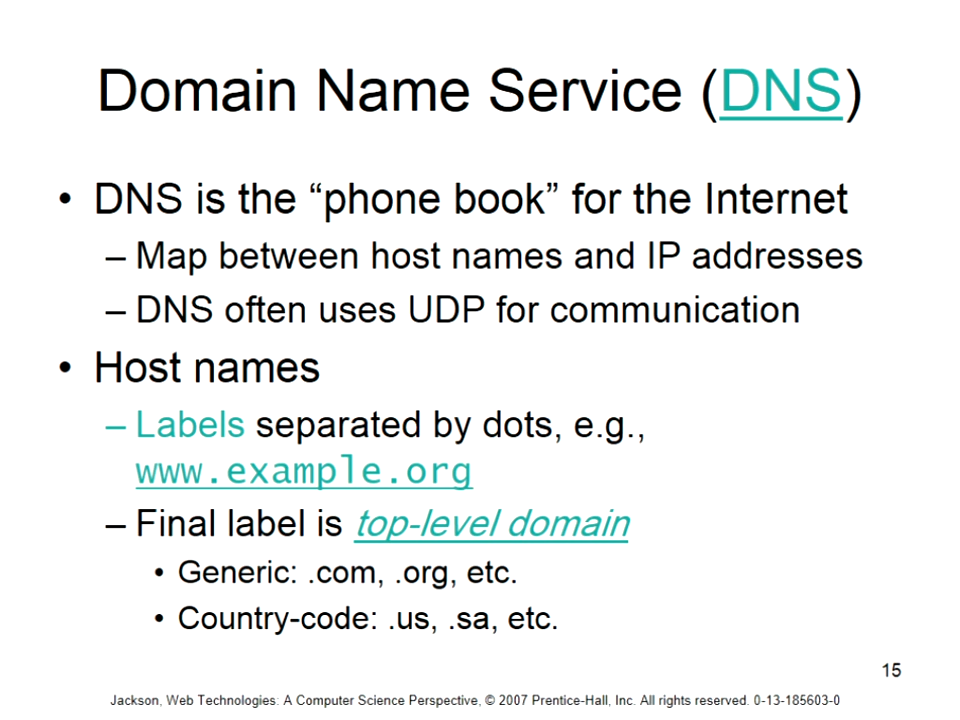 Domain Name Service (DNS)
• DNS is the “phone book” for the Internet
– Map between host names and IP addresses
– DNS often uses UDP for communication
• Host names
– Labels separated by dots, e.g.,
www.example.org
– Final label is top-level domain
• Generic: .com, .org, etc.
• Country-code: .us, .sa, etc.
15
Jackson, Web Technologies: A Computer Science Perspective, © 2007 Prentice-Hall, Inc. All rights reserved. 0-13-185603-0